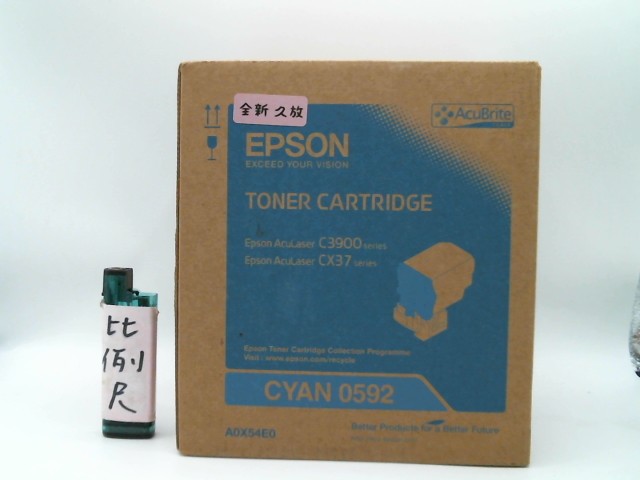 全新 久放
AcuBrite
EPSON
EXCEED YOUR VISION
TONER CARTRIDGE
Epson AcuLaser C3900 series
Epson AcuLaser CX37 series
Epson Toner Cartridge Collection Programme
Visit : www.epson.com/recycle
CYAN 0592
ADX54E0
Better Products for a Better Future
比
例
尺